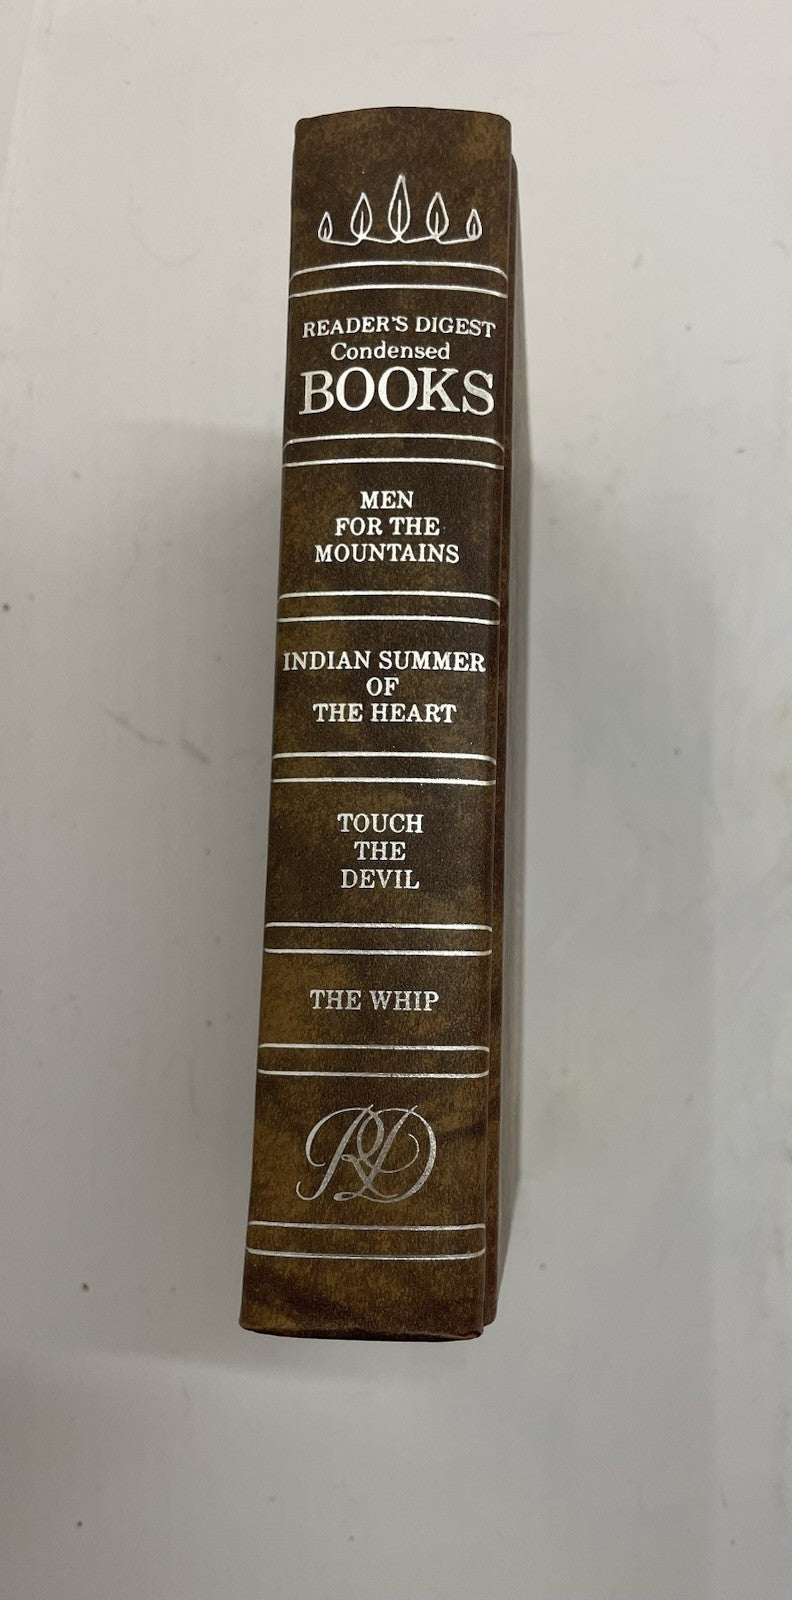 READER'S DIGEST
Condensed
BOOKS
MEN
FOR THE
MOUNTAINS
INDIAN SUMMER
OF
THE HEART
TOUCH
THE
DEVIL
THE WHIP
RD